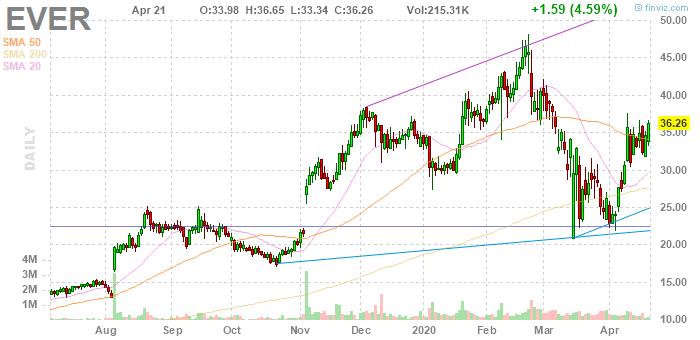 EVER
Apr 21
O:33.98 H:36.65 L:33.34 C:36.26
Vol:215.31K
+1.59 (4.59%)
© finviz.com
SMA 50
SMA 200
SMA 20
DAILY
50.00
45.00
40.00
36.26
35.00
30.00
25.00
20.00
15.00
10.00
4M
3M
2M
1M
Aug Sep Oct Nov Dec 2020 Feb Mar Apr